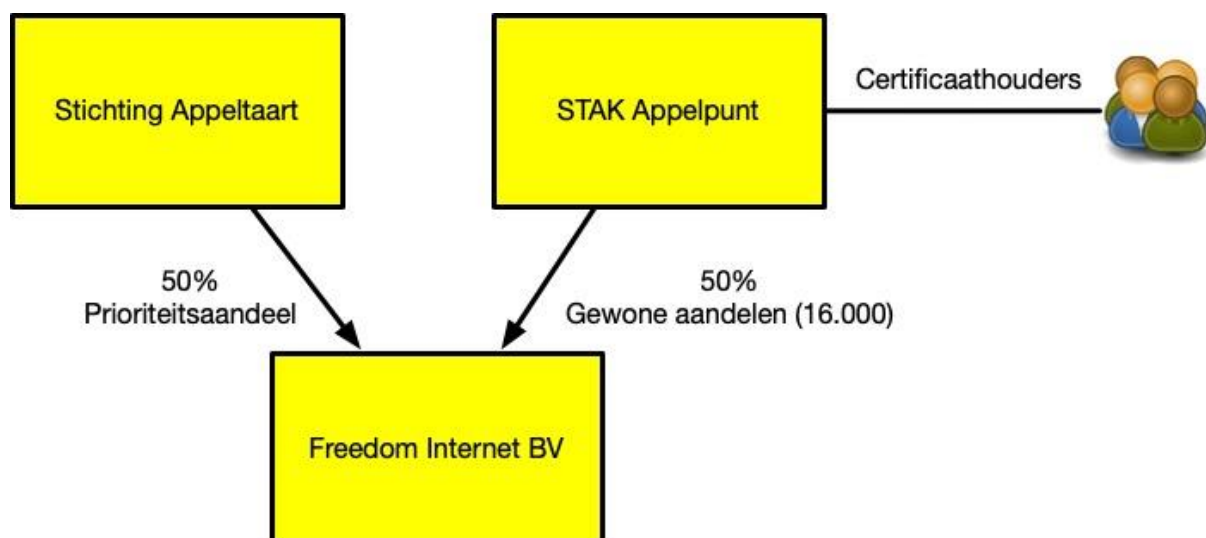 Stichting Appeltaart
STAK Appelpunt
Certificaathouders
50%
Prioriteitsaandeel
50%
Gewone aandelen (16.000)
Freedom Internet BV